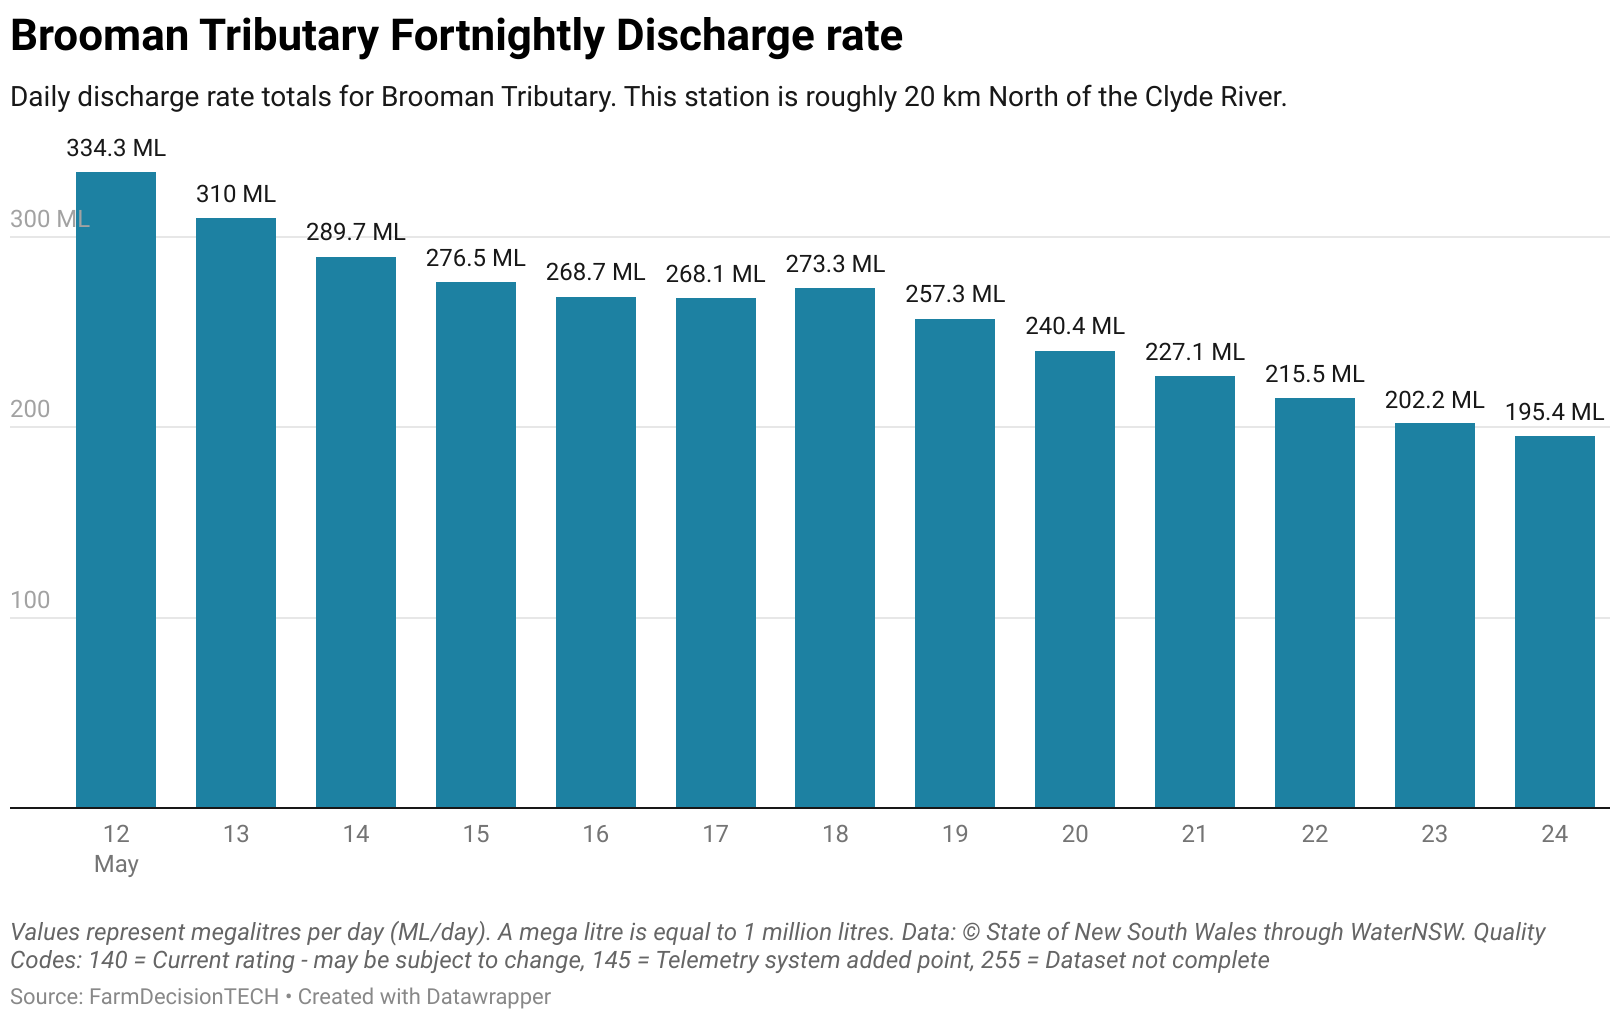 Brooman Tributary Fortnightly Discharge rate
Daily discharge rate totals for Brooman Tributary. This station is roughly 20 km North of the Clyde River.
334.3 ML
310 ML
300 ML
289.7 ML
276.5 ML
268.7 ML
268.1 ML
273.3 ML
257.3 ML
240.4 ML
227.1 ML
215.5 ML
202.2 ML
195.4 ML
200
100
12 13 14 15 16 17 18 19 20 21 22 23 24
May
Values represent megalitres per day (ML/day). A mega litre is equal to 1 million litres. Data: © State of New South Wales through WaterNSW. Quality
Codes: 140 = Current rating - may be subject to change, 145 = Telemetry system added point, 255 = Dataset not complete
Source: FarmDecisionTECH • Created with Datawrapper